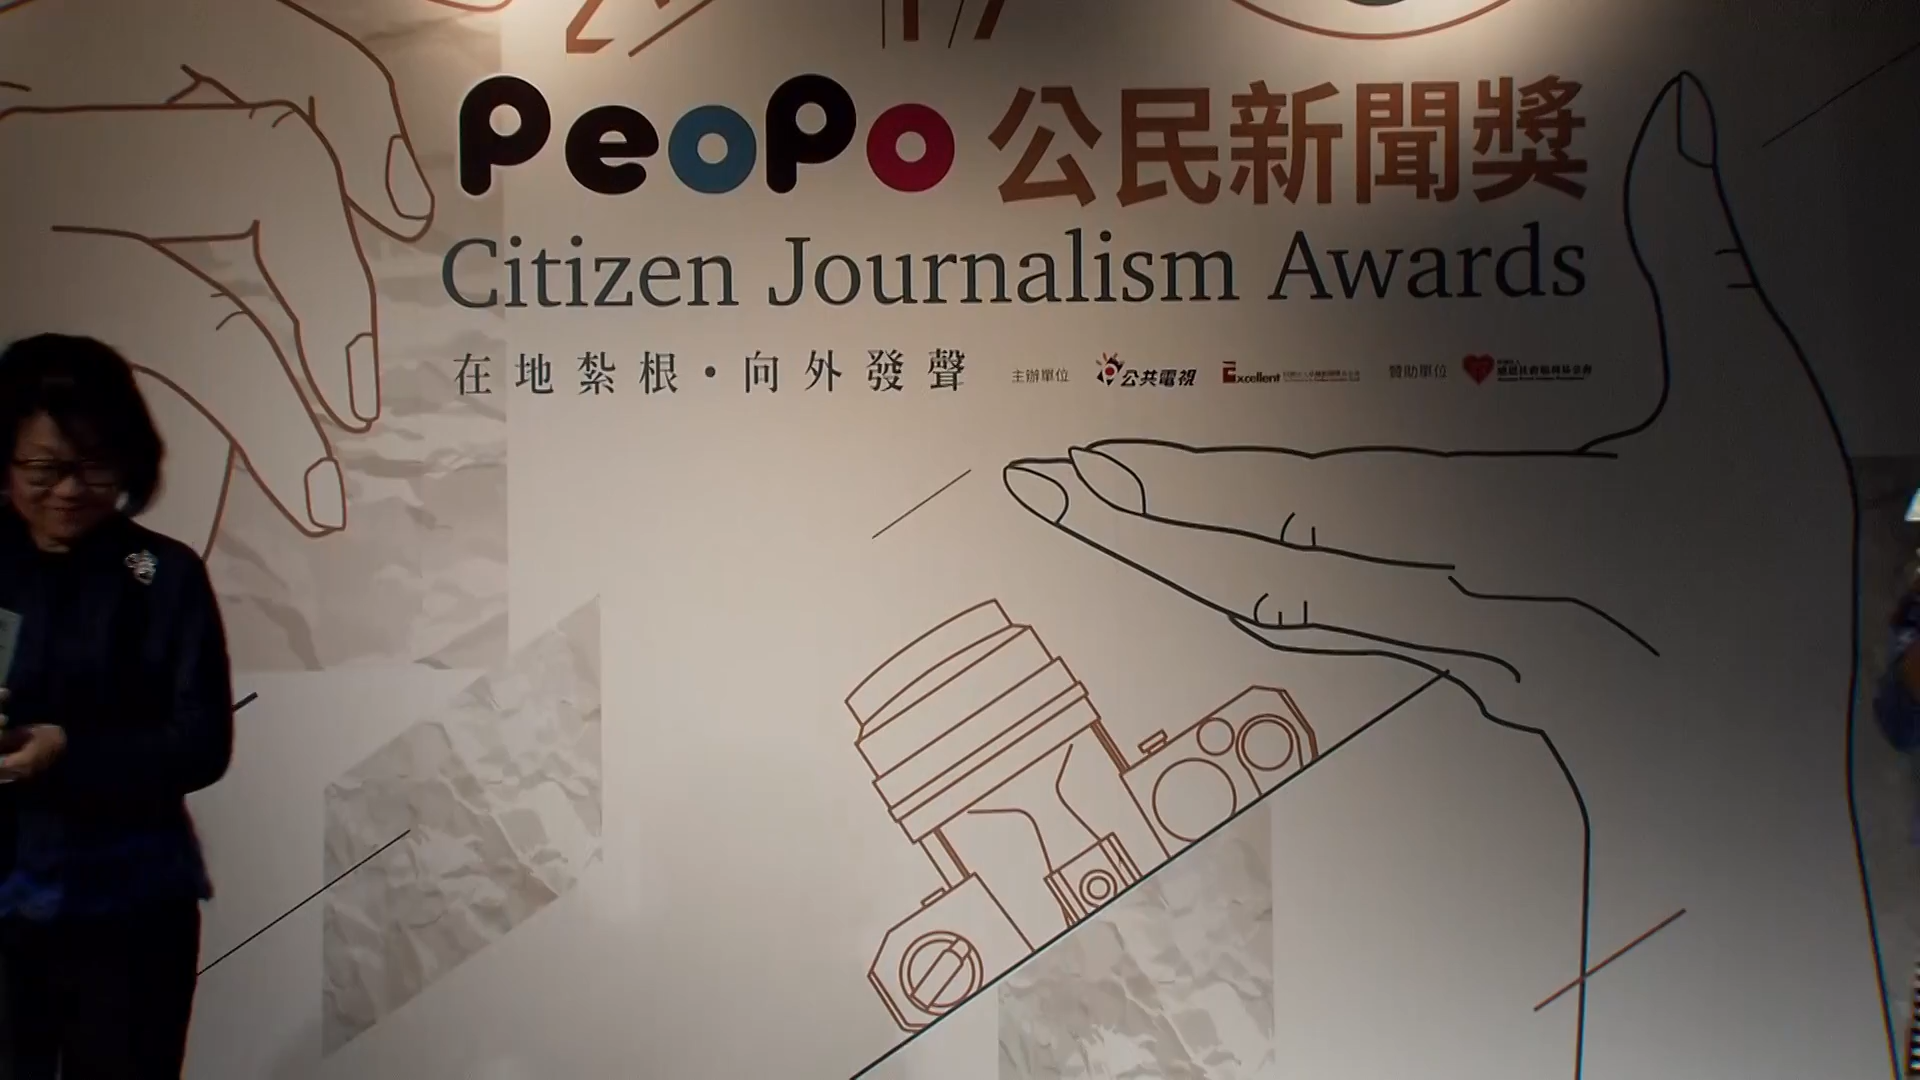 PeoPo 公民新聞獎
Citizen Journalism Awards
在地紮根·向外發聲 主辦單位 公共電視 Excellent 贊助單位